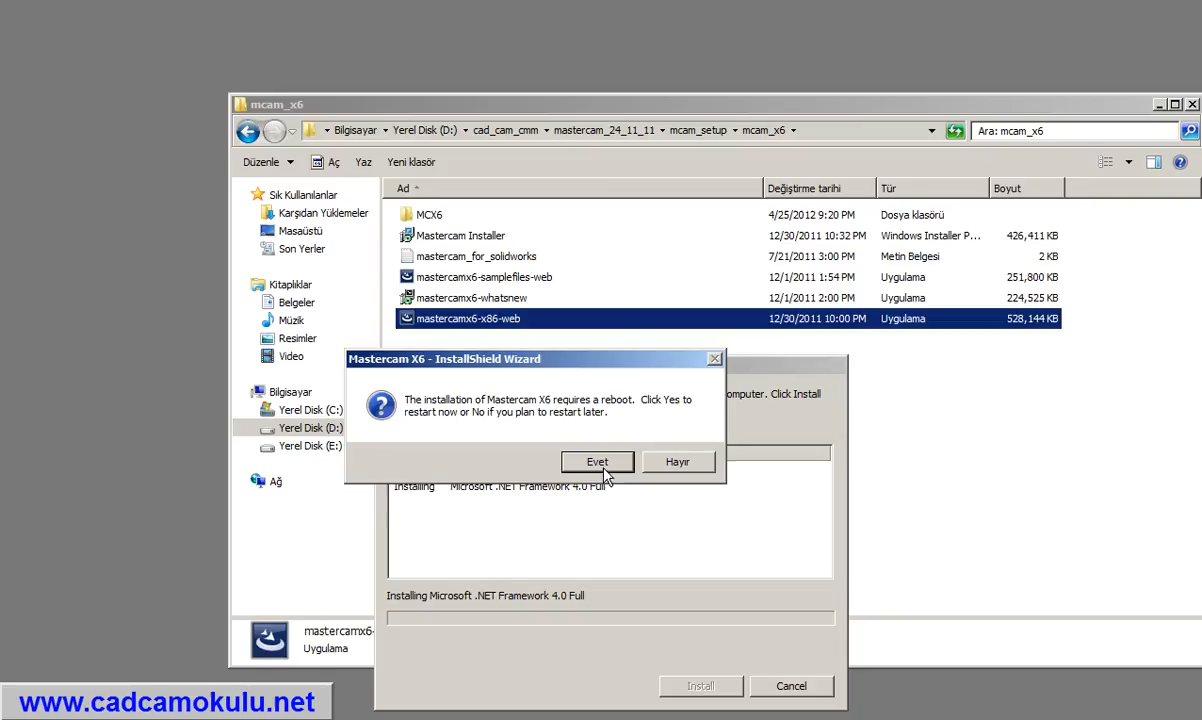 mcam_x6
Bilgisayar
Yerel Disk (D:)
cad_cam_cmm
mastercam_24_11_11
mcam_setup
mcam_x6
Ara: mcam_x6
Düzenle
Aç
Yaz
Yeni klasör
Sık Kullanılanlar
Karşıdan Yüklemeler
Masaüstü
Son Yerler
Kitaplıklar
Belgeler
Müzik
Resimler
Video
Bilgisayar
Yerel Disk (C:)
Yerel Disk (D:)
Yerel Disk (E:)
Ağ
Ad Değiştirme tarihi Tür Boyut
MCX6 4/25/2012 9:20 PM Dosya klasörü
Mastercam Installer 12/30/2011 10:32 PM Windows Installer P... 426,411 KB
mastercam_for_solidworks 7/21/2011 3:00 PM Metin Belgesi 2 KB
mastercamx6-samplefiles-web 12/1/2011 1:54 PM Uygulama 251,800 KB
mastercamx6-whatsnew 12/1/2011 2:00 PM Uygulama 224,525 KB
mastercamx6-x86-web 12/30/2011 10:00 PM Uygulama 528,144 KB
Mastercam X6 - InstallShield Wizard
The installation of Mastercam X6 requires a reboot. Click Yes to
restart now or No if you plan to restart later.
Evet
Hayır
omputer. Click Install
Installing Microsoft .NET Framework 4.0 Full
Installing Microsoft .NET Framework 4.0 Full
Install
Cancel
mastercamx6-
Uygulama
www.cadcamokulu.net